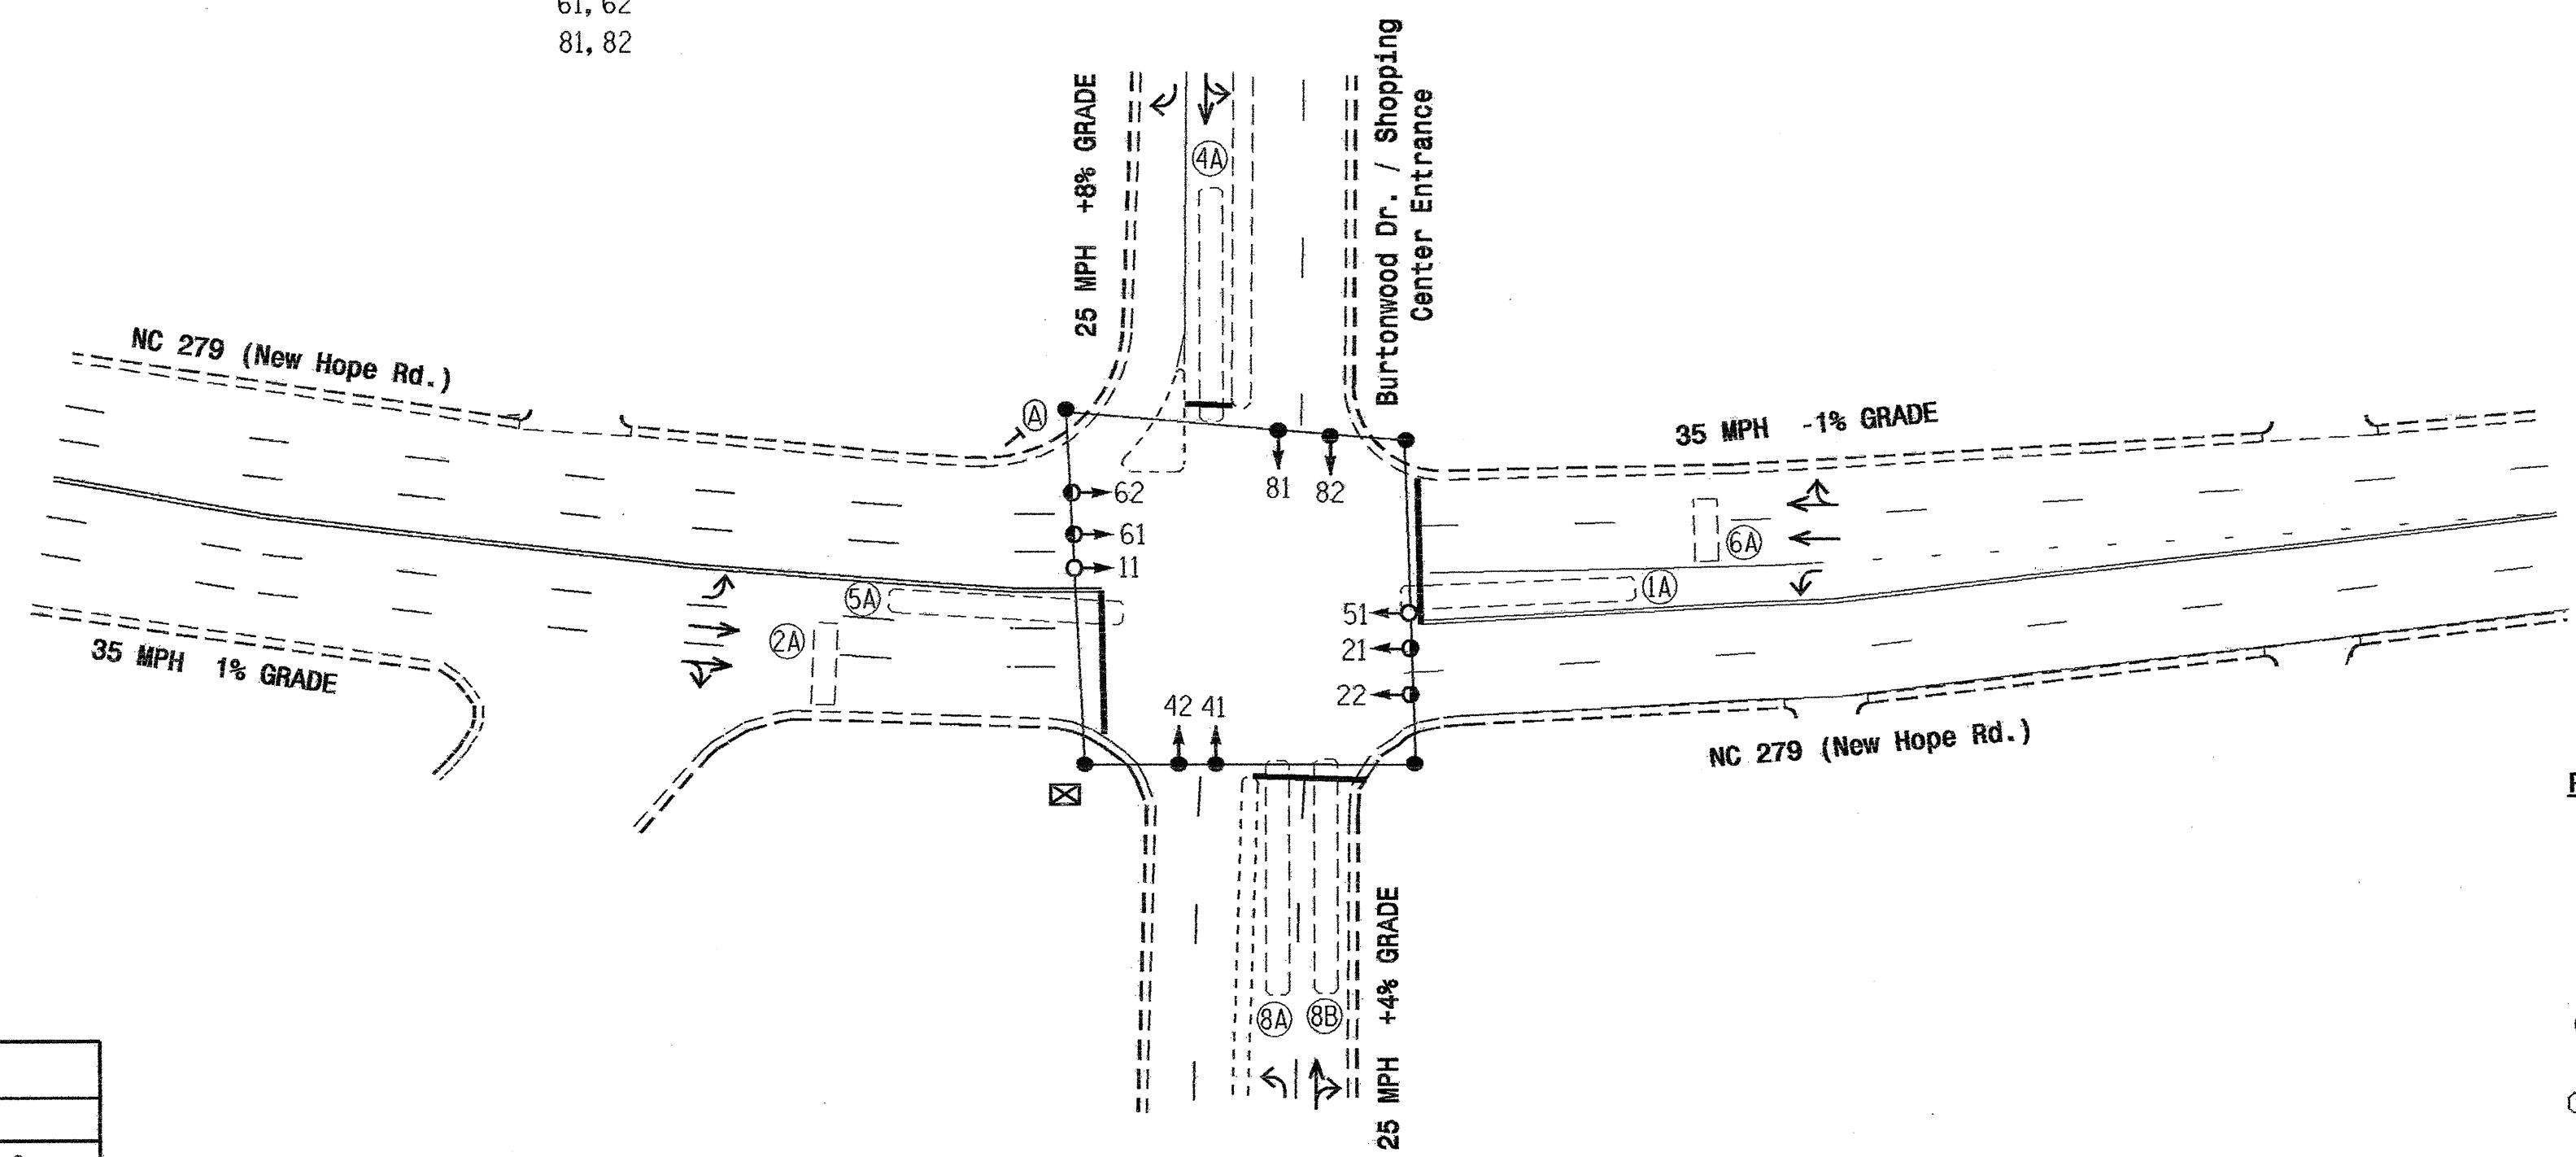 61, 62
81, 82
25 MPH +8% GRADE
Burtonwood Dr. / Shopping
Center Entrance
4A
NC 279 (New Hope Rd.)
A
35 MPH -1% GRADE
62
61
11
81
82
6A
1A
5A
2A
51
21
22
35 MPH 1% GRADE
42
41
NC 279 (New Hope Rd.)
8A
8B
25 MPH +4% GRADE